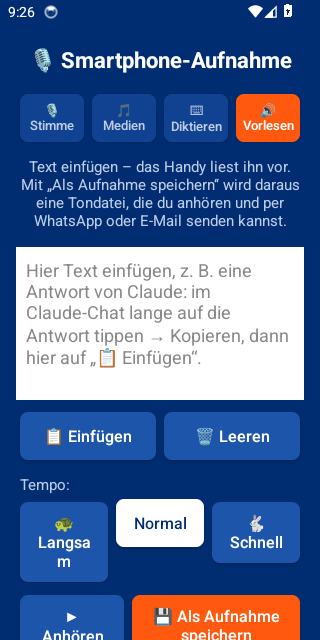 9:26
🎙️ Smartphone-Aufnahme
🎙️ Stimme
🎵 Medien
⌨️ Diktieren
🔊 Vorlesen
Text einfügen – das Handy liest ihn vor.
Mit „Als Aufnahme speichern“ wird daraus
eine Tondatei, die du anhören und per
WhatsApp oder E-Mail senden kannst.
Hier Text einfügen, z. B. eine
Antwort von Claude: im
Claude-Chat lange auf die
Antwort tippen → Kopieren, dann
hier auf „📋 Einfügen“.
📋 Einfügen
🗑️ Leeren
Tempo:
🐢
Langsa
m
Normal
🐇
Schnell
▶
Anhören
💾 Als Aufnahme
speichern